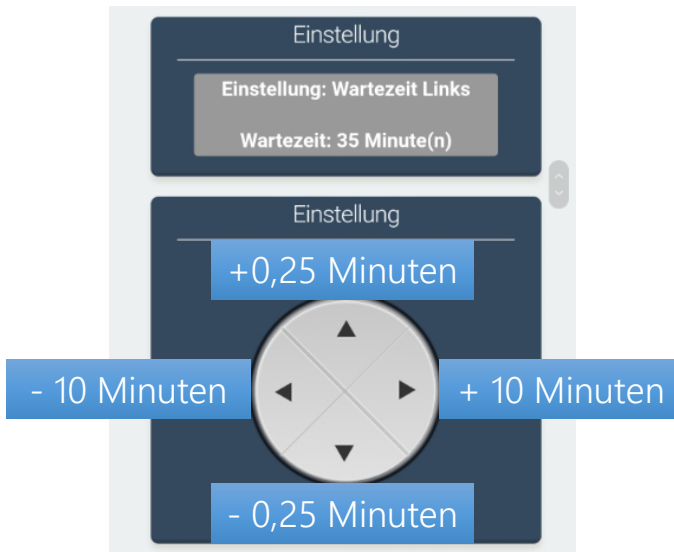 Einstellung
Einstellung: Wartezeit Links
Wartezeit: 35 Minute(n)
Einstellung
+0,25 Minuten
- 10 Minuten
+ 10 Minuten
- 0,25 Minuten